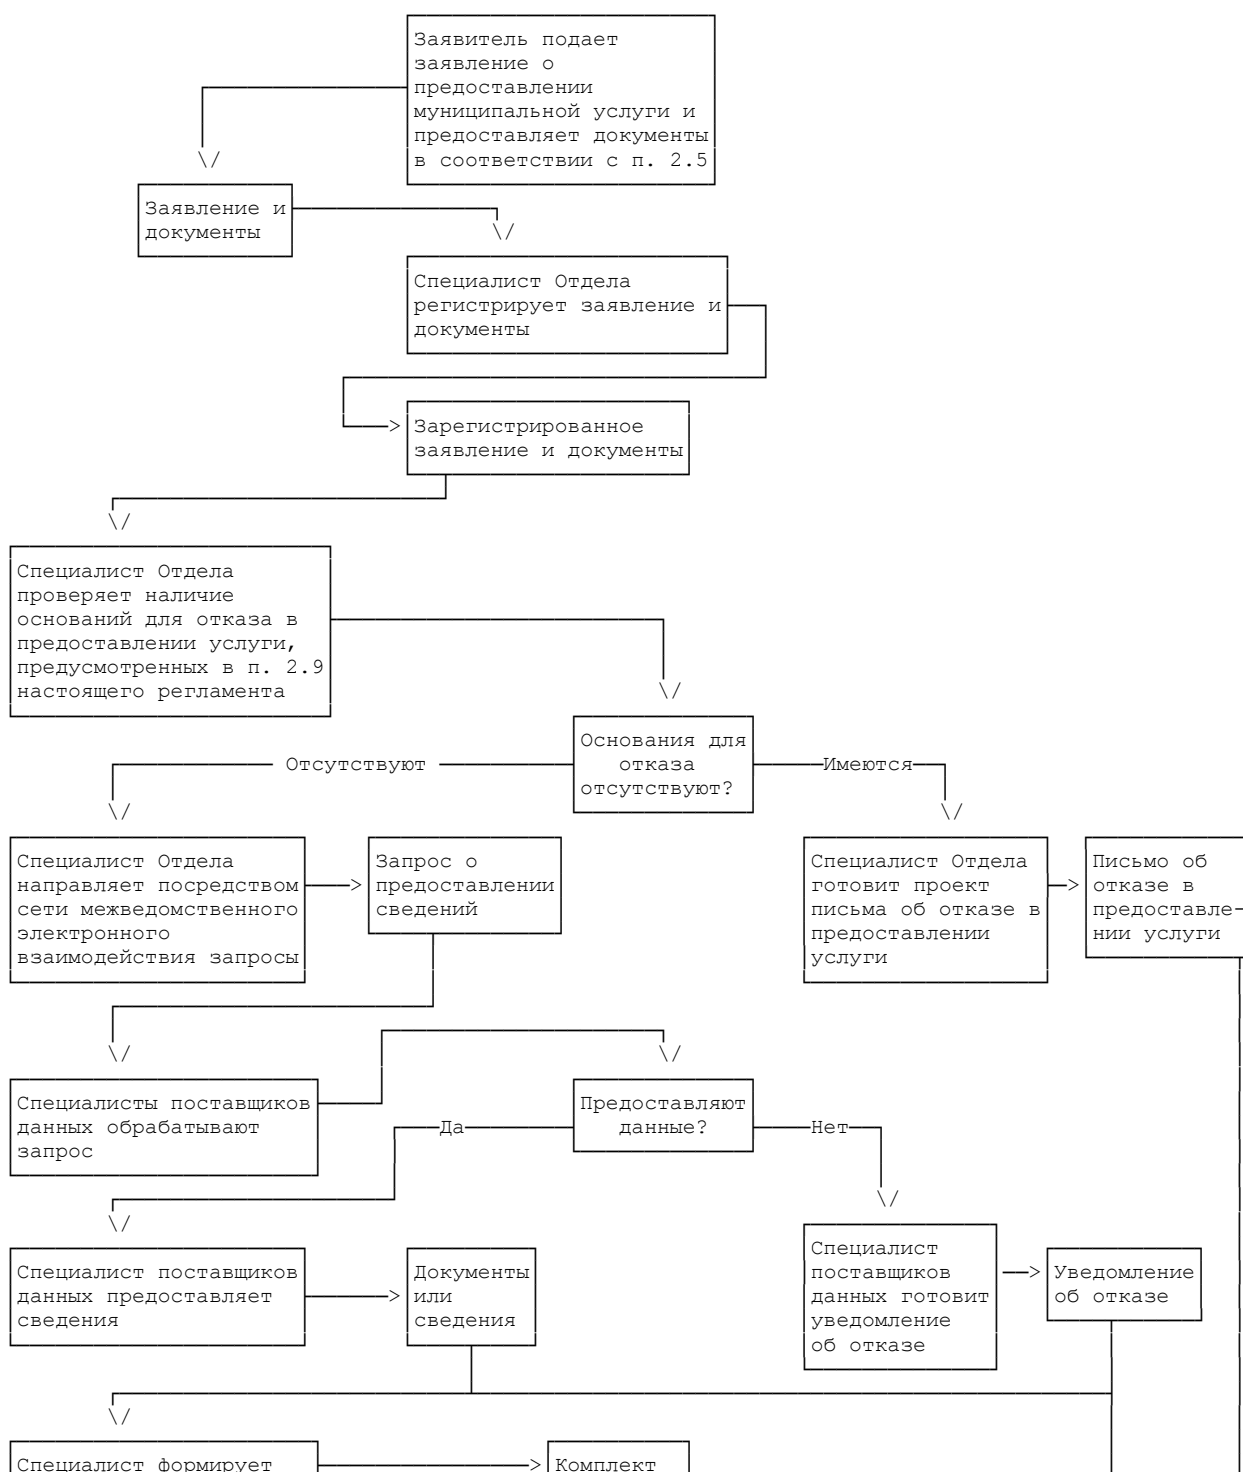 Заявитель подает
заявление о
предоставлении
муниципальной услуги и
предоставляет документы
в соответствии с п. 2.5
Заявление и
документы
Специалист Отдела
регистрирует заявление и
документы
Зарегистрированное
заявление и документы
Специалист Отдела
проверяет наличие
оснований для отказа в
предоставлении услуги,
предусмотренных в п. 2.9
настоящего регламента
Основания для
отказа
отсутствуют?
Отсутствуют
Имеются
Специалист Отдела
направляет посредством
сети межведомственного
электронного
взаимодействия запросы
Запрос о
предоставлении
сведений
Специалист Отдела
готовит проект
письма об отказе в
предоставлении
услуги
Письмо об
отказе в
предоставле-
нии услуги
Специалисты поставщиков
данных обрабатывают
запрос
Предоставляют
данные?
Да
Нет
Специалист поставщиков
данных предоставляет
сведения
Документы
или
сведения
Специалист
поставщиков
данных готовит
уведомление
об отказе
Уведомление
об отказе
Специалист формирует
Комплект